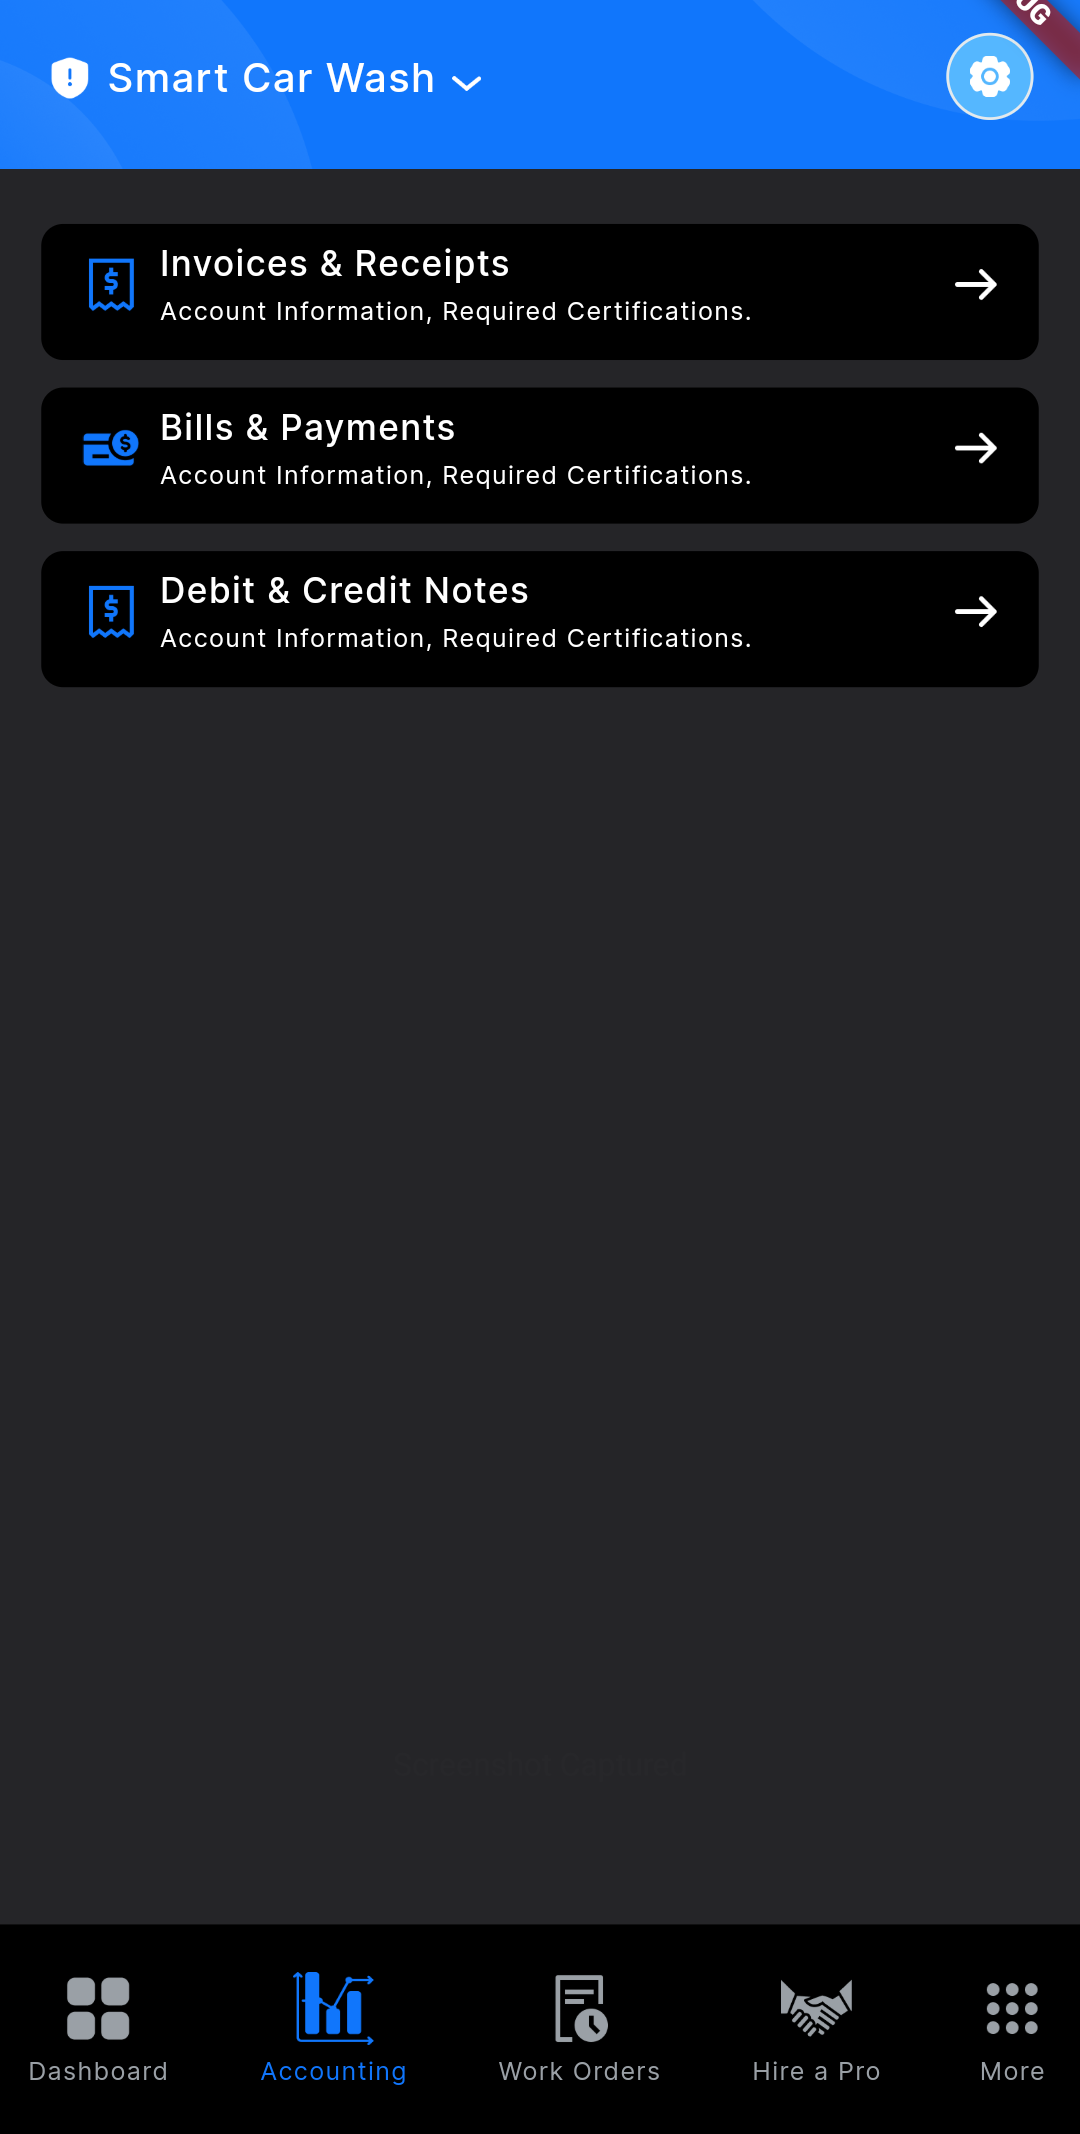 UG
Smart Car Wash
Invoices & Receipts
Account Information, Required Certifications.
Bills & Payments
Account Information, Required Certifications.
Debit & Credit Notes
Account Information, Required Certifications.
Screenshot Captured
Dashboard
Accounting
Work Orders
Hire a Pro
More